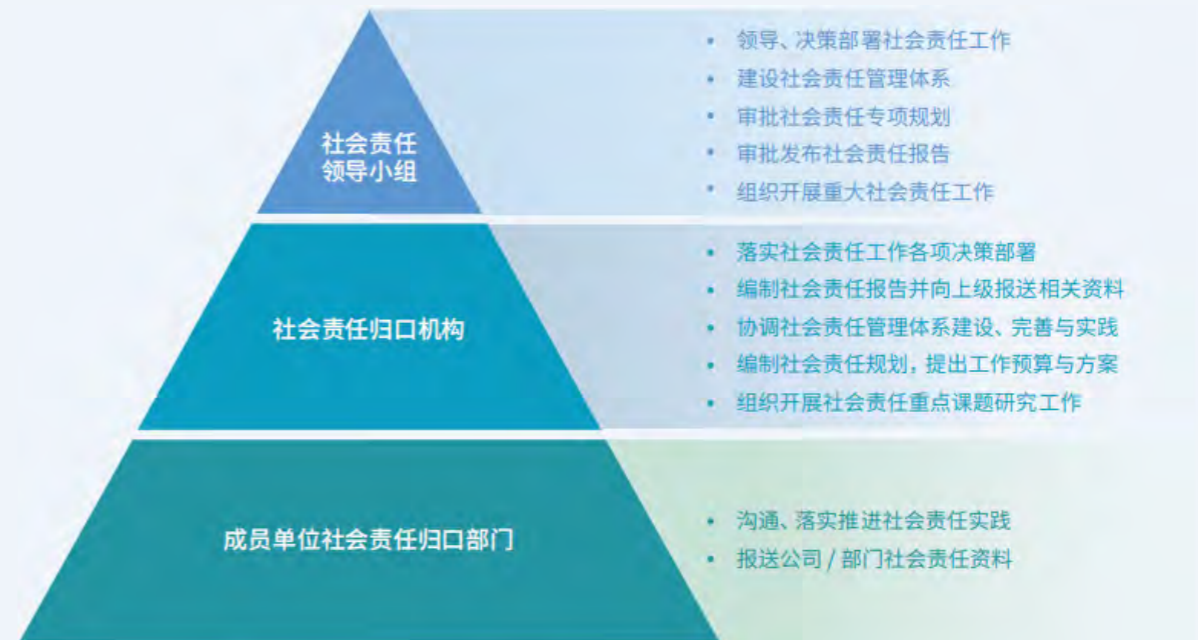 社会责任
领导小组
• 领导、决策部署社会责任工作
• 建设社会责任管理体系
• 审批社会责任专项规划
• 审批发布社会责任报告
• 组织开展重大社会责任工作
社会责任归口机构
• 落实社会责任工作各项决策部署
• 编制社会责任报告并向上级报送相关资料
• 协调社会责任管理体系建设、完善与实践
• 编制社会责任规划，提出工作预算与方案
• 组织开展社会责任重点课题研究工作
成员单位社会责任归口部门
• 沟通、落实推进社会责任实践
• 报送公司 / 部门社会责任资料